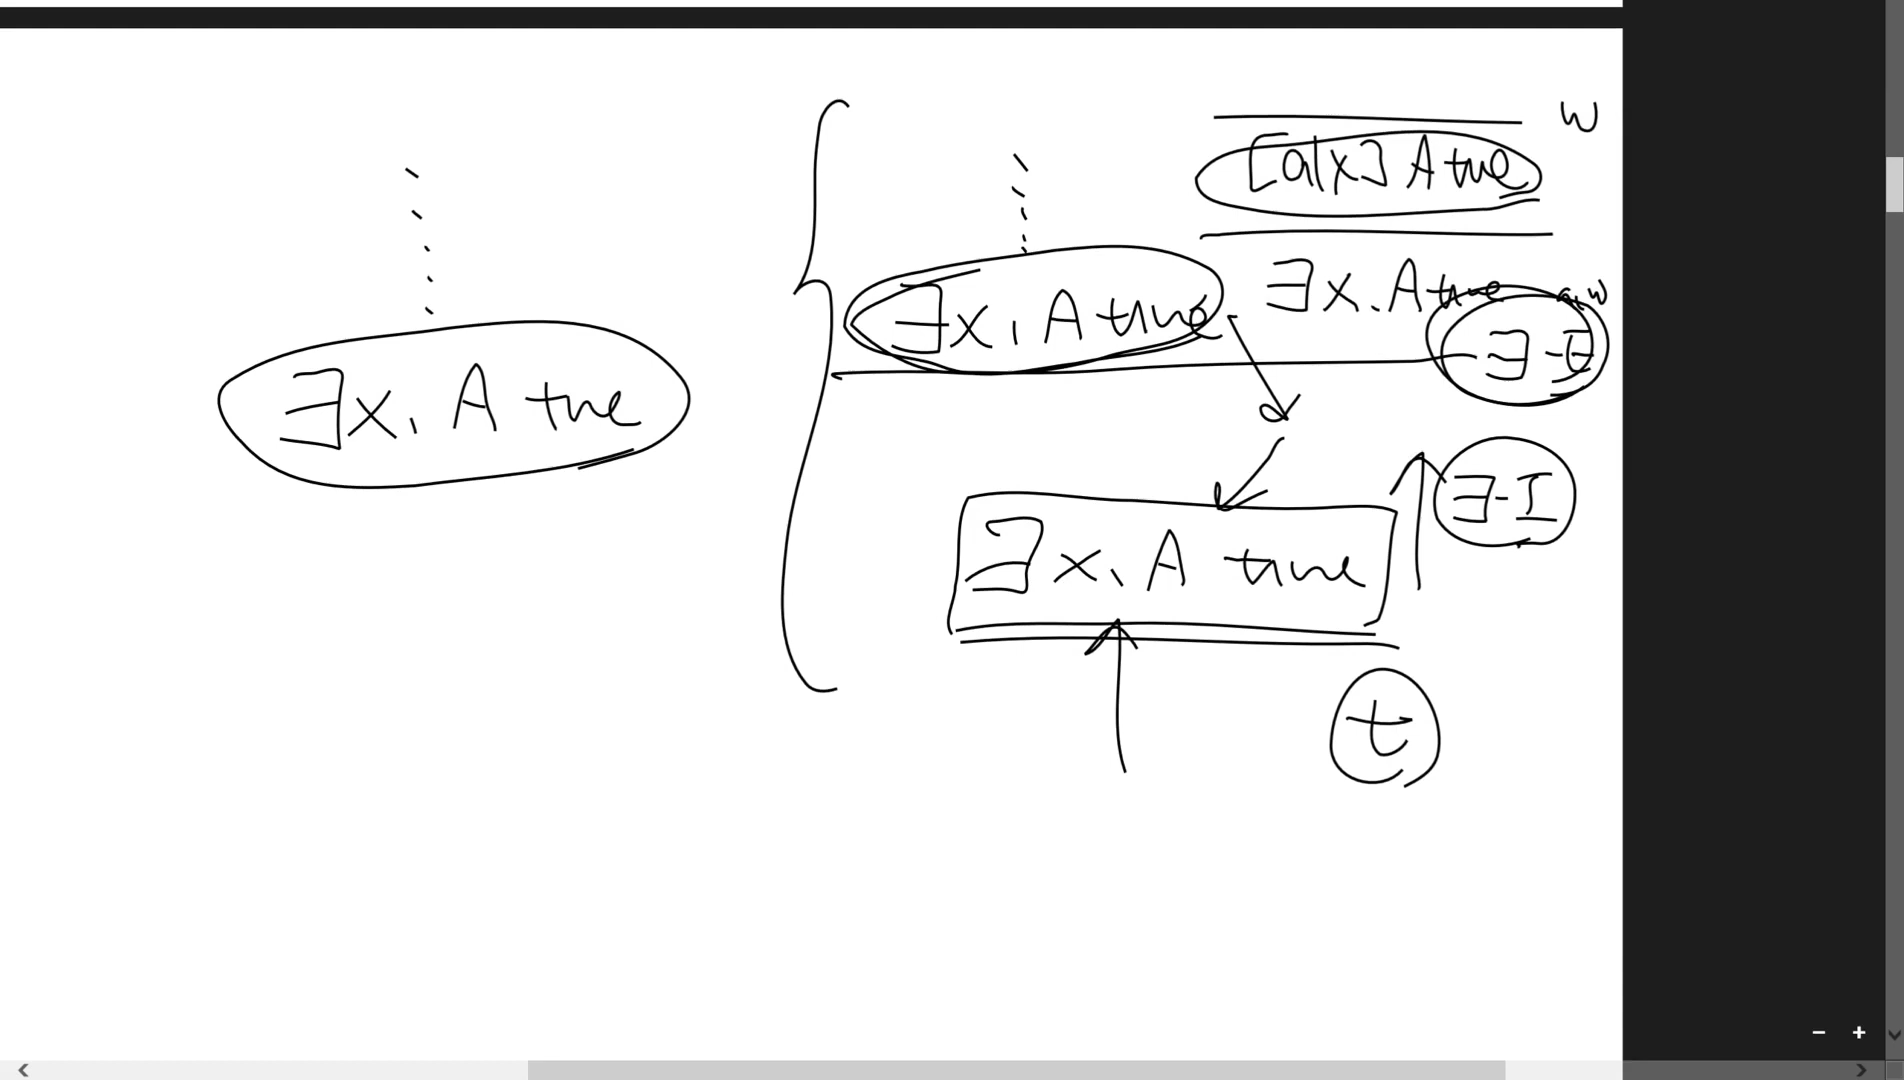 w
[a/x] A true
∃x. A true
∃x. A true a, w
∃-E
∃x. A true
∃-I
∃x. A true
t